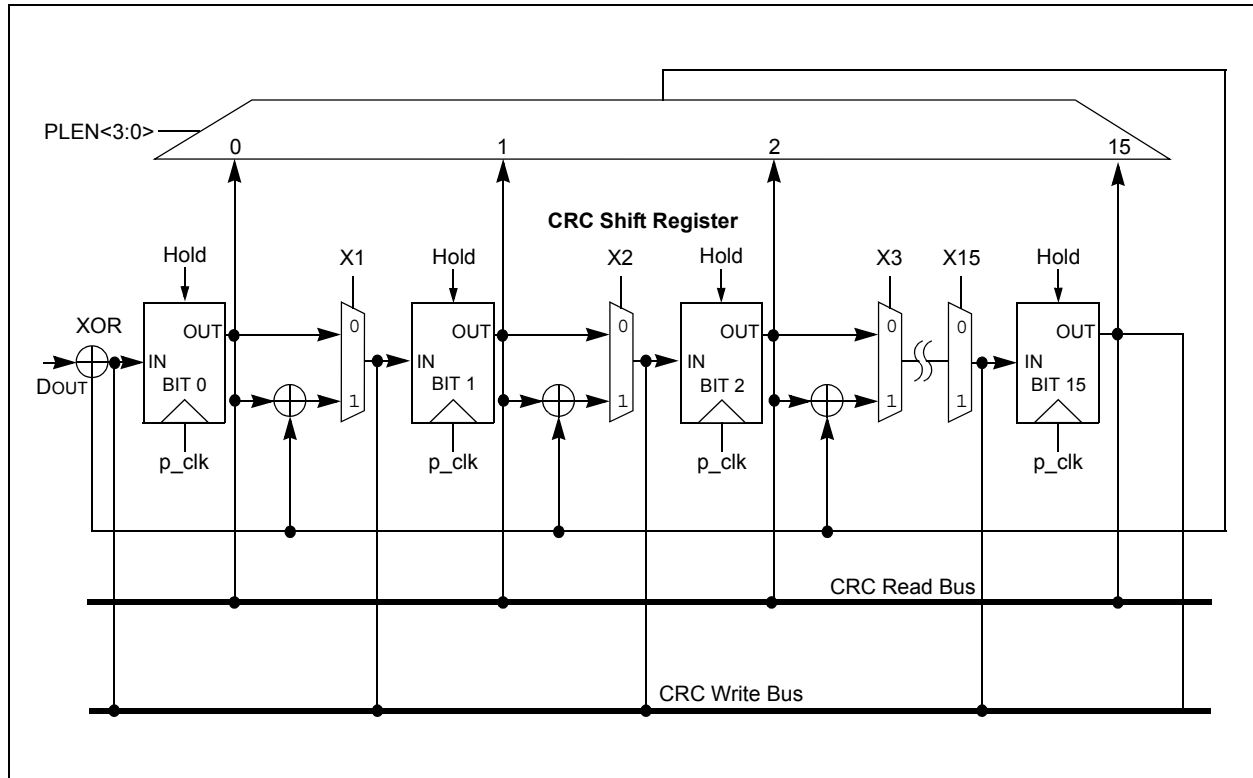 PLEN<3:0>
0 1 2 15
CRC Shift Register
Hold X1 Hold X2 Hold X3 X15 Hold
XOR
OUT 0 OUT 0 OUT 0 0 OUT
IN IN IN IN
DOUT
BIT 0 1 BIT 1 1 BIT 2 1 1 BIT 15
p_clk p_clk p_clk p_clk
CRC Read Bus
CRC Write Bus